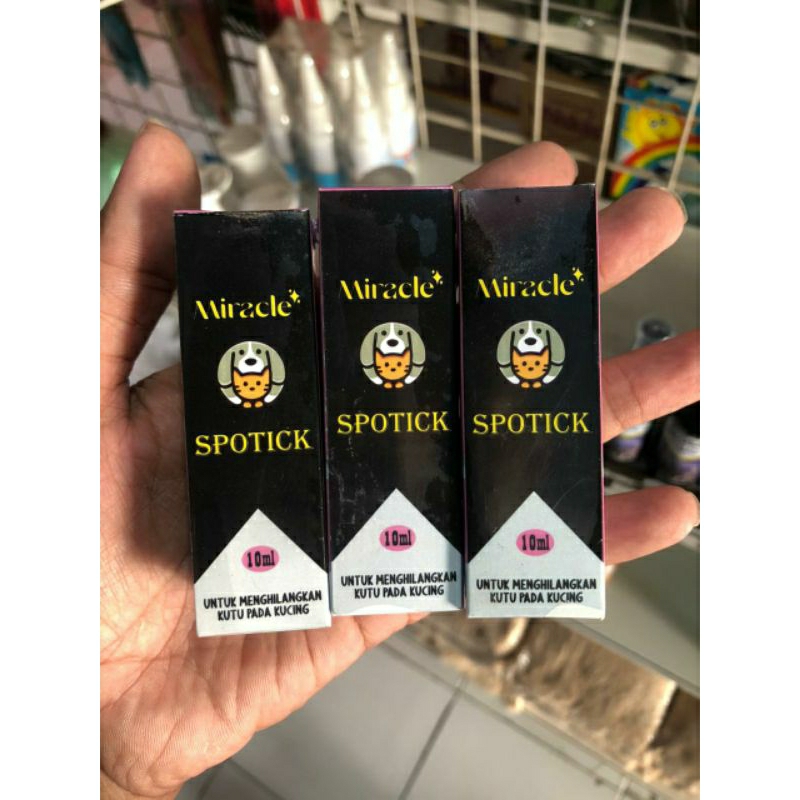 Miracle
SPOTICK
10ml
UNTUK MENGHILANGKAN
KUTU PADA KUCING
Miracle
SPOTICK
10ml
UNTUK MENGHILANGKAN
KUTU PADA KUCING
Miracle
SPOTICK
10ml
UNTUK MENGHILANGKAN
KUTU PADA KUCING